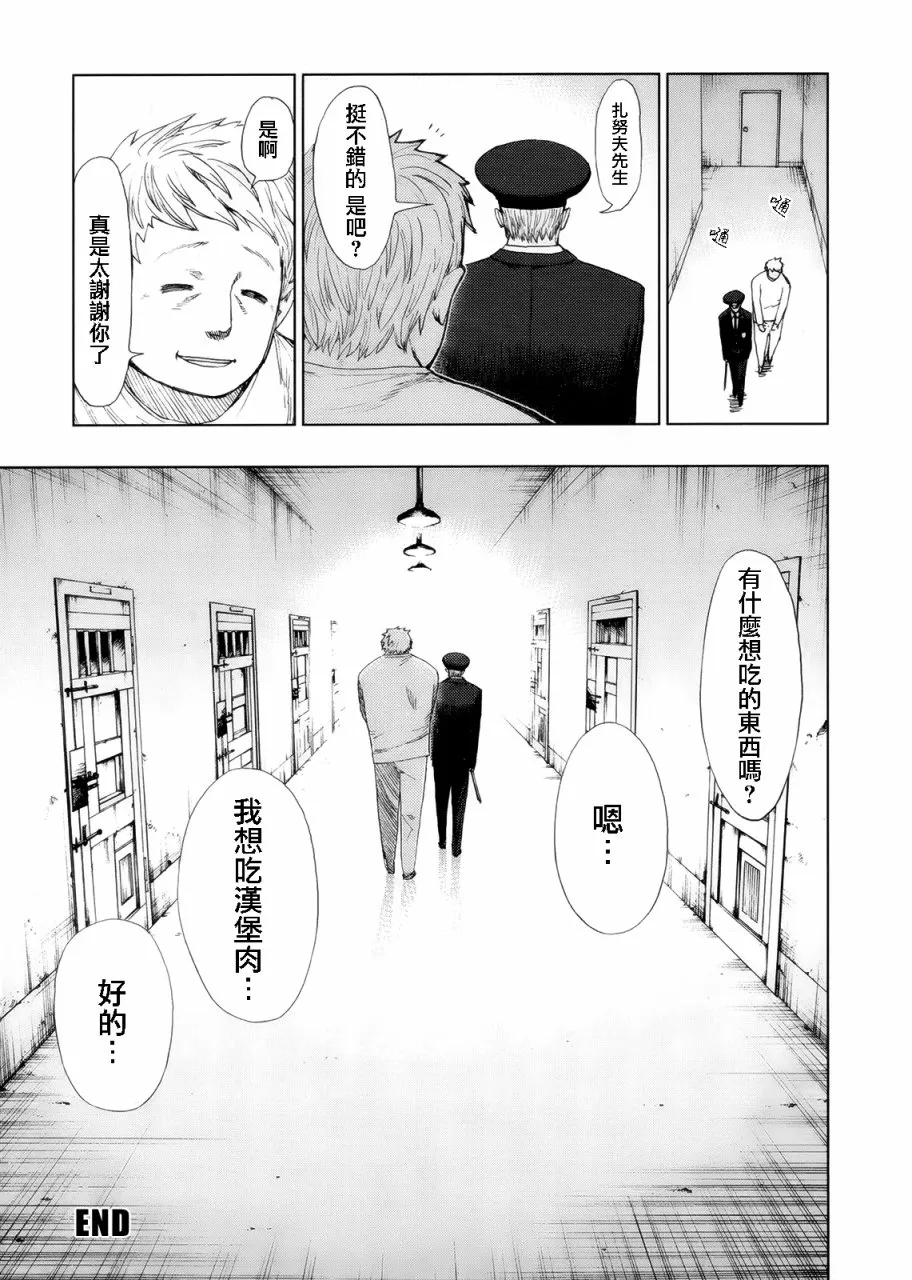 嗵
嗵
扎努夫先生
挺不錯的 是吧?
是啊
真是太謝謝你了
有什麼想吃的東西嗎?
嗯…
我想吃漢堡肉…
好的…
END